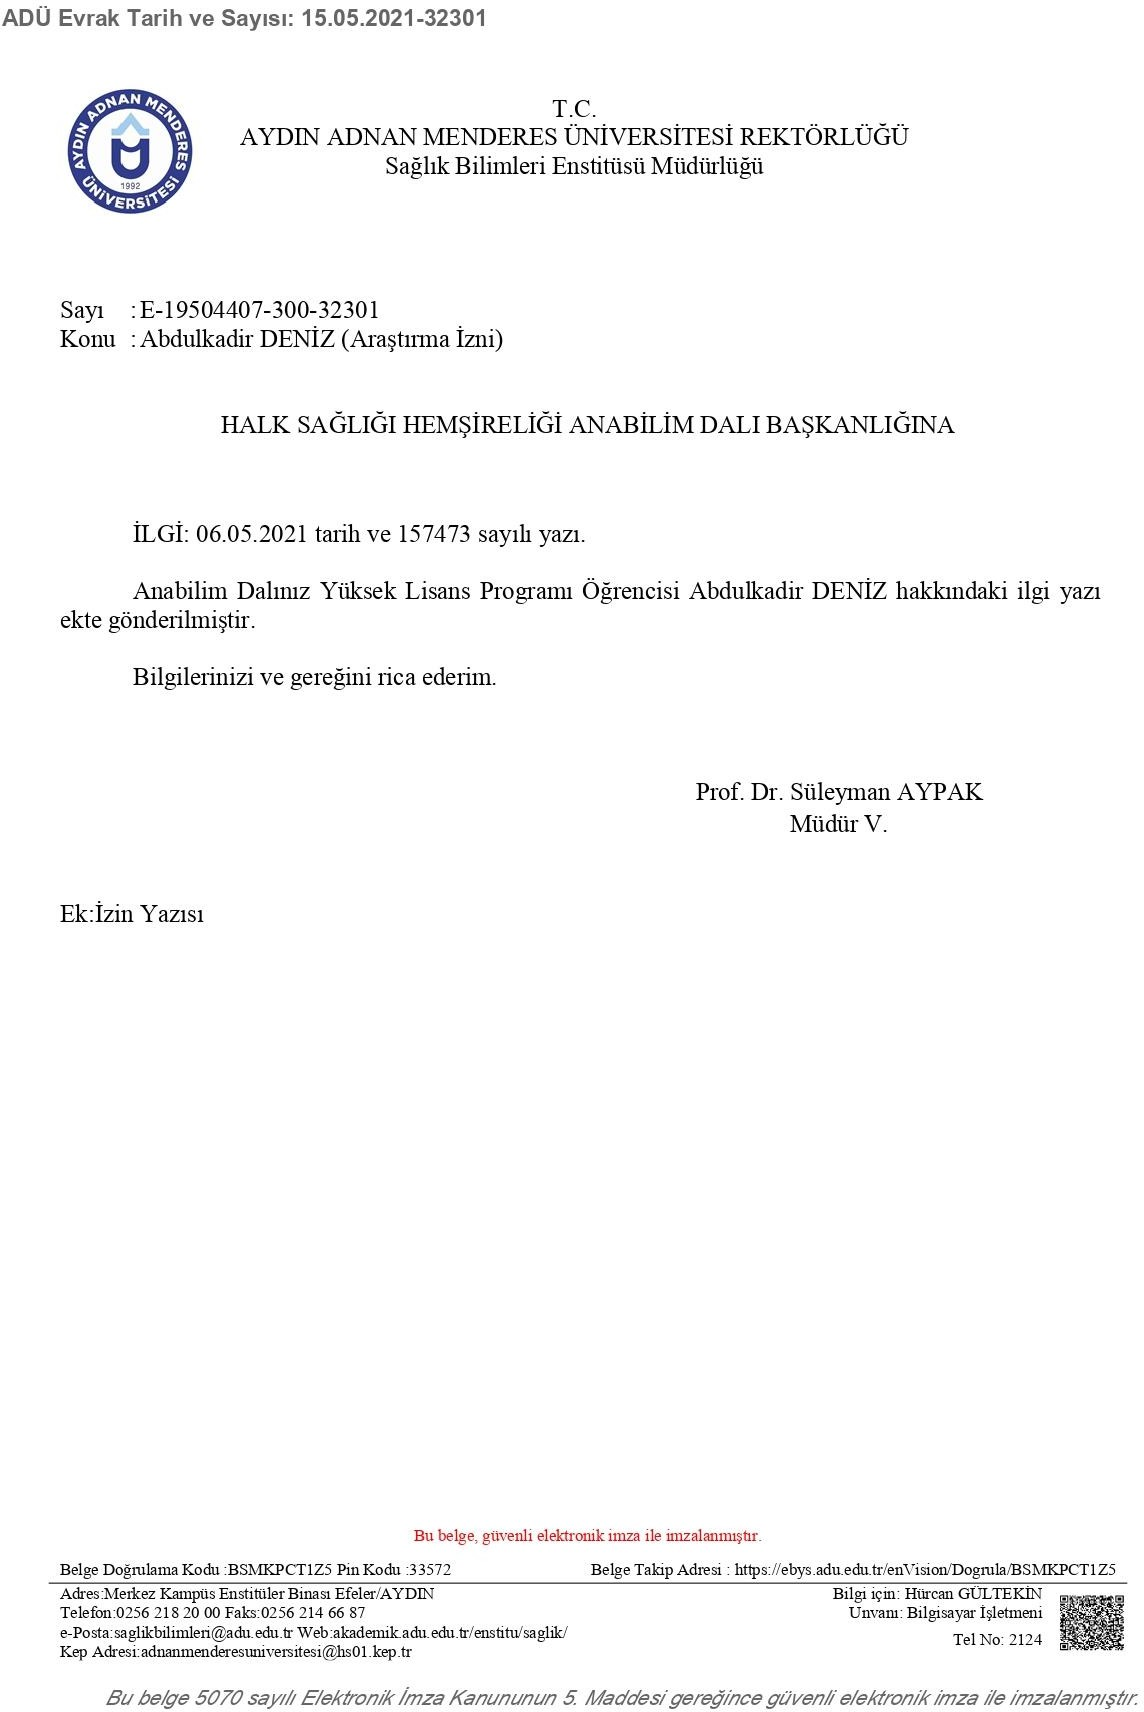 ADÜ Evrak Tarih ve Sayısı: 15.05.2021-32301
AYDIN ADNAN MENDERES
1992
ÜNİVERSİTESİ
T.C.
AYDIN ADNAN MENDERES ÜNİVERSİTESİ REKTÖRLÜĞÜ
Sağlık Bilimleri Enstitüsü Müdürlüğü
Sayı : E-19504407-300-32301
Konu : Abdulkadir DENİZ (Araştırma İzni)
HALK SAĞLIĞI HEMŞİRELİĞİ ANABİLİM DALI BAŞKANLIĞINA
İLGİ: 06.05.2021 tarih ve 157473 sayılı yazı.
Anabilim Dalınız Yüksek Lisans Programı Öğrencisi Abdulkadir DENİZ hakkındaki ilgi yazı
ekte gönderilmiştir.
Bilgilerinizi ve gereğini rica ederim.
Prof. Dr. Süleyman AYPAK
Müdür V.
Ek:İzin Yazısı
Bu belge, güvenli elektronik imza ile imzalanmıştır.
Belge Doğrulama Kodu :BSMKPCT1Z5 Pin Kodu :33572 Belge Takip Adresi : https://ebys.adu.edu.tr/enVision/Dogrula/BSMKPCT1Z5
Adres:Merkez Kampüs Enstitüler Binası Efeler/AYDIN Bilgi için: Hürcan GÜLTEKİN
Telefon:0256 218 20 00 Faks:0256 214 66 87 Unvanı: Bilgisayar İşletmeni
e-Posta:saglikbilimleri@adu.edu.tr Web:akademik.adu.edu.tr/enstitu/saglik/
Tel No: 2124
Kep Adresi:adnanmenderesuniversitesi@hs01.kep.tr
Bu belge 5070 sayılı Elektronik İmza Kanununun 5. Maddesi gereğince güvenli elektronik imza ile imzalanmıştır.